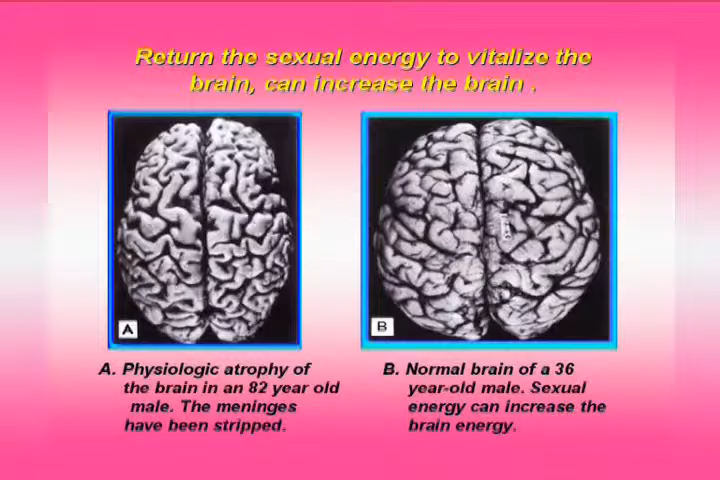 Return the sexual energy to vitalize the
brain, can increase the brain .
A
B
A. Physiologic atrophy of
the brain in an 82 year old
male. The meninges
have been stripped.
B. Normal brain of a 36
year-old male. Sexual
energy can increase the
brain energy.